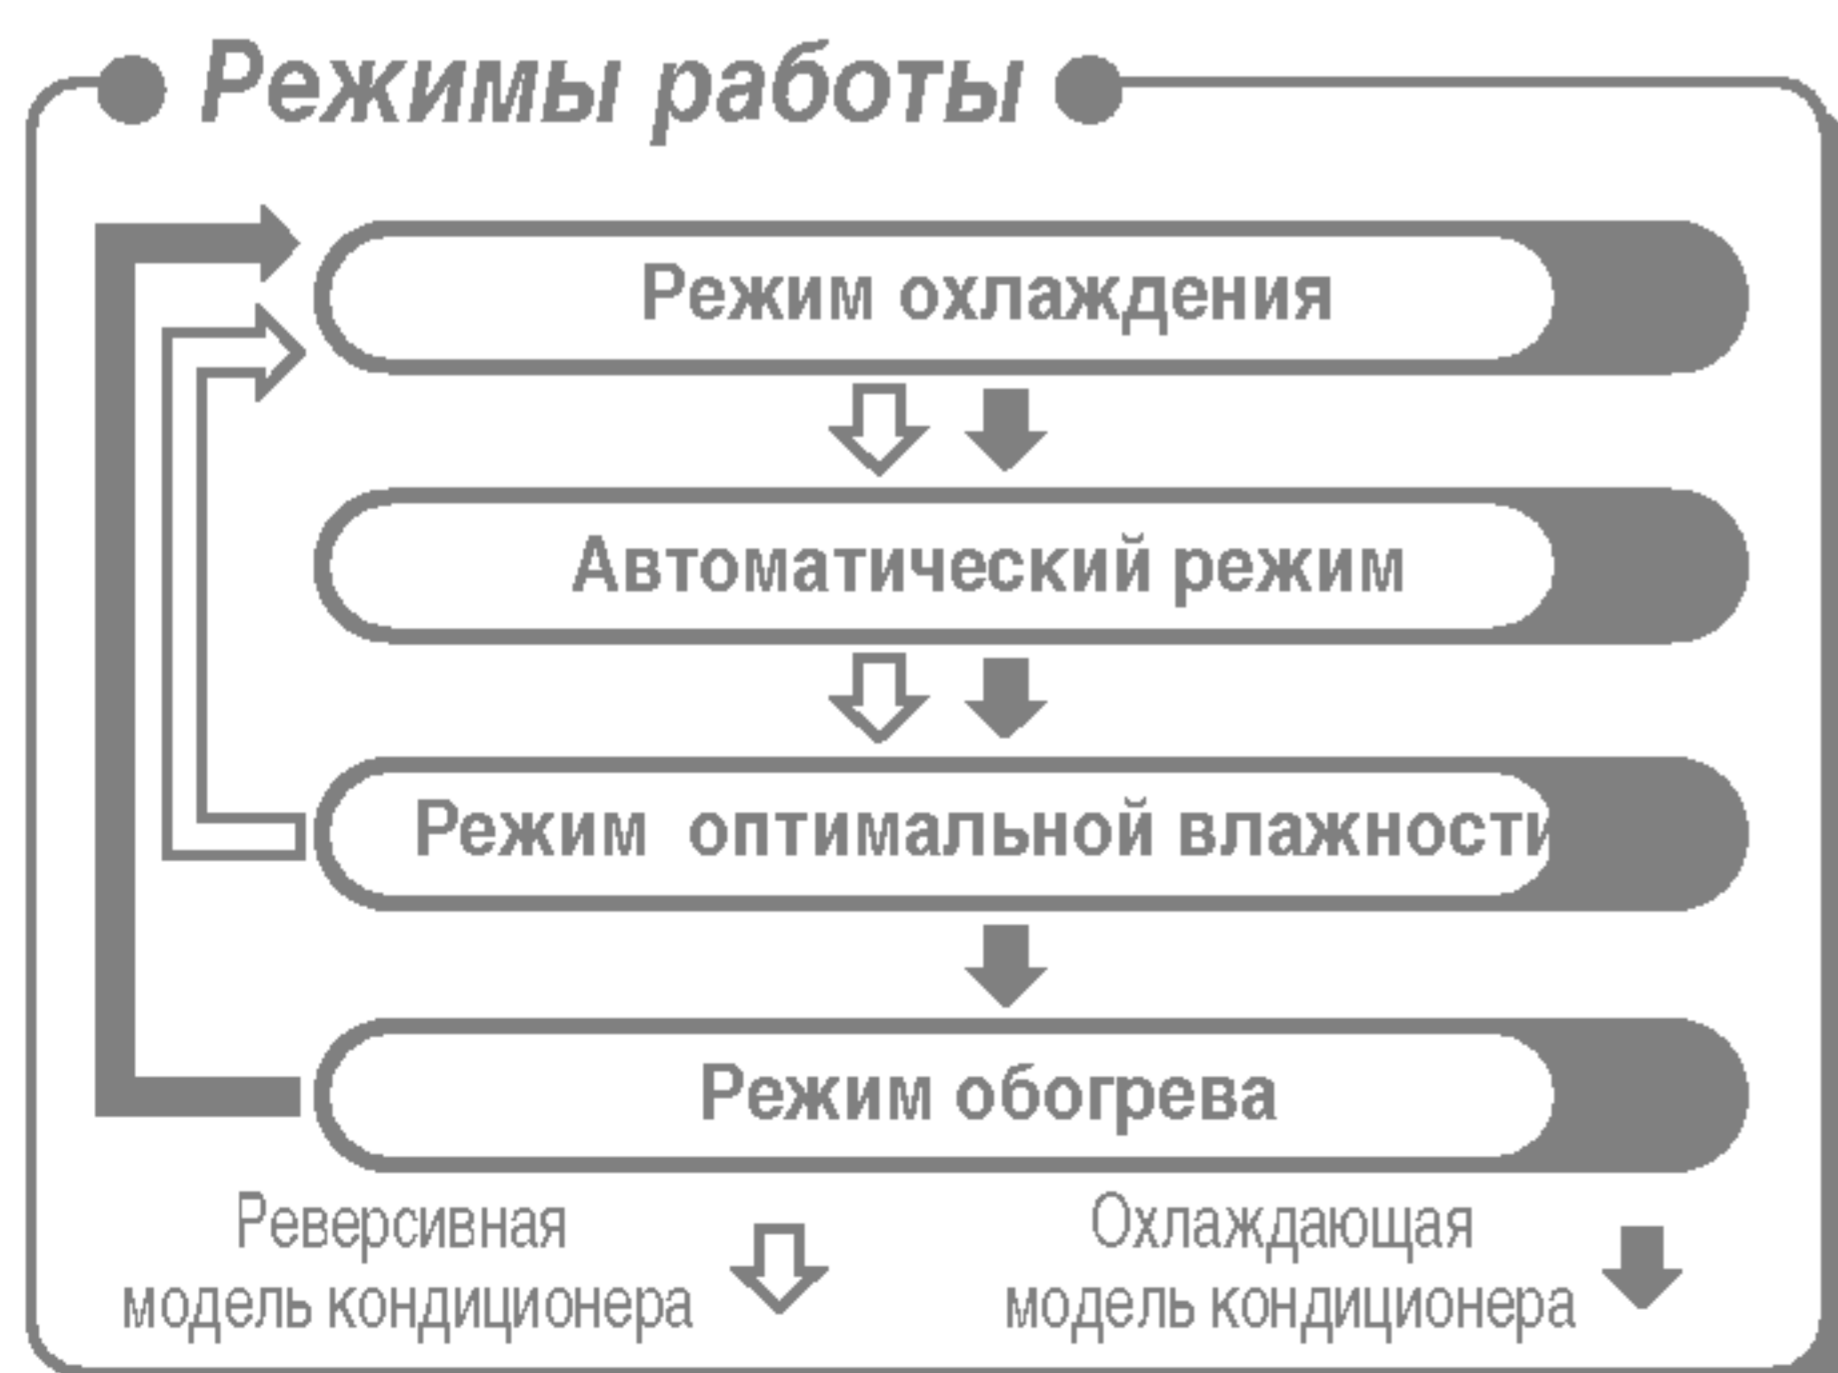 Режимы работы
Режим охлаждения
Автоматический режим
Режим оптимальной влажности
Режим обогрева
Реверсивная
модель кондиционера
Охлаждающая
модель кондиционера